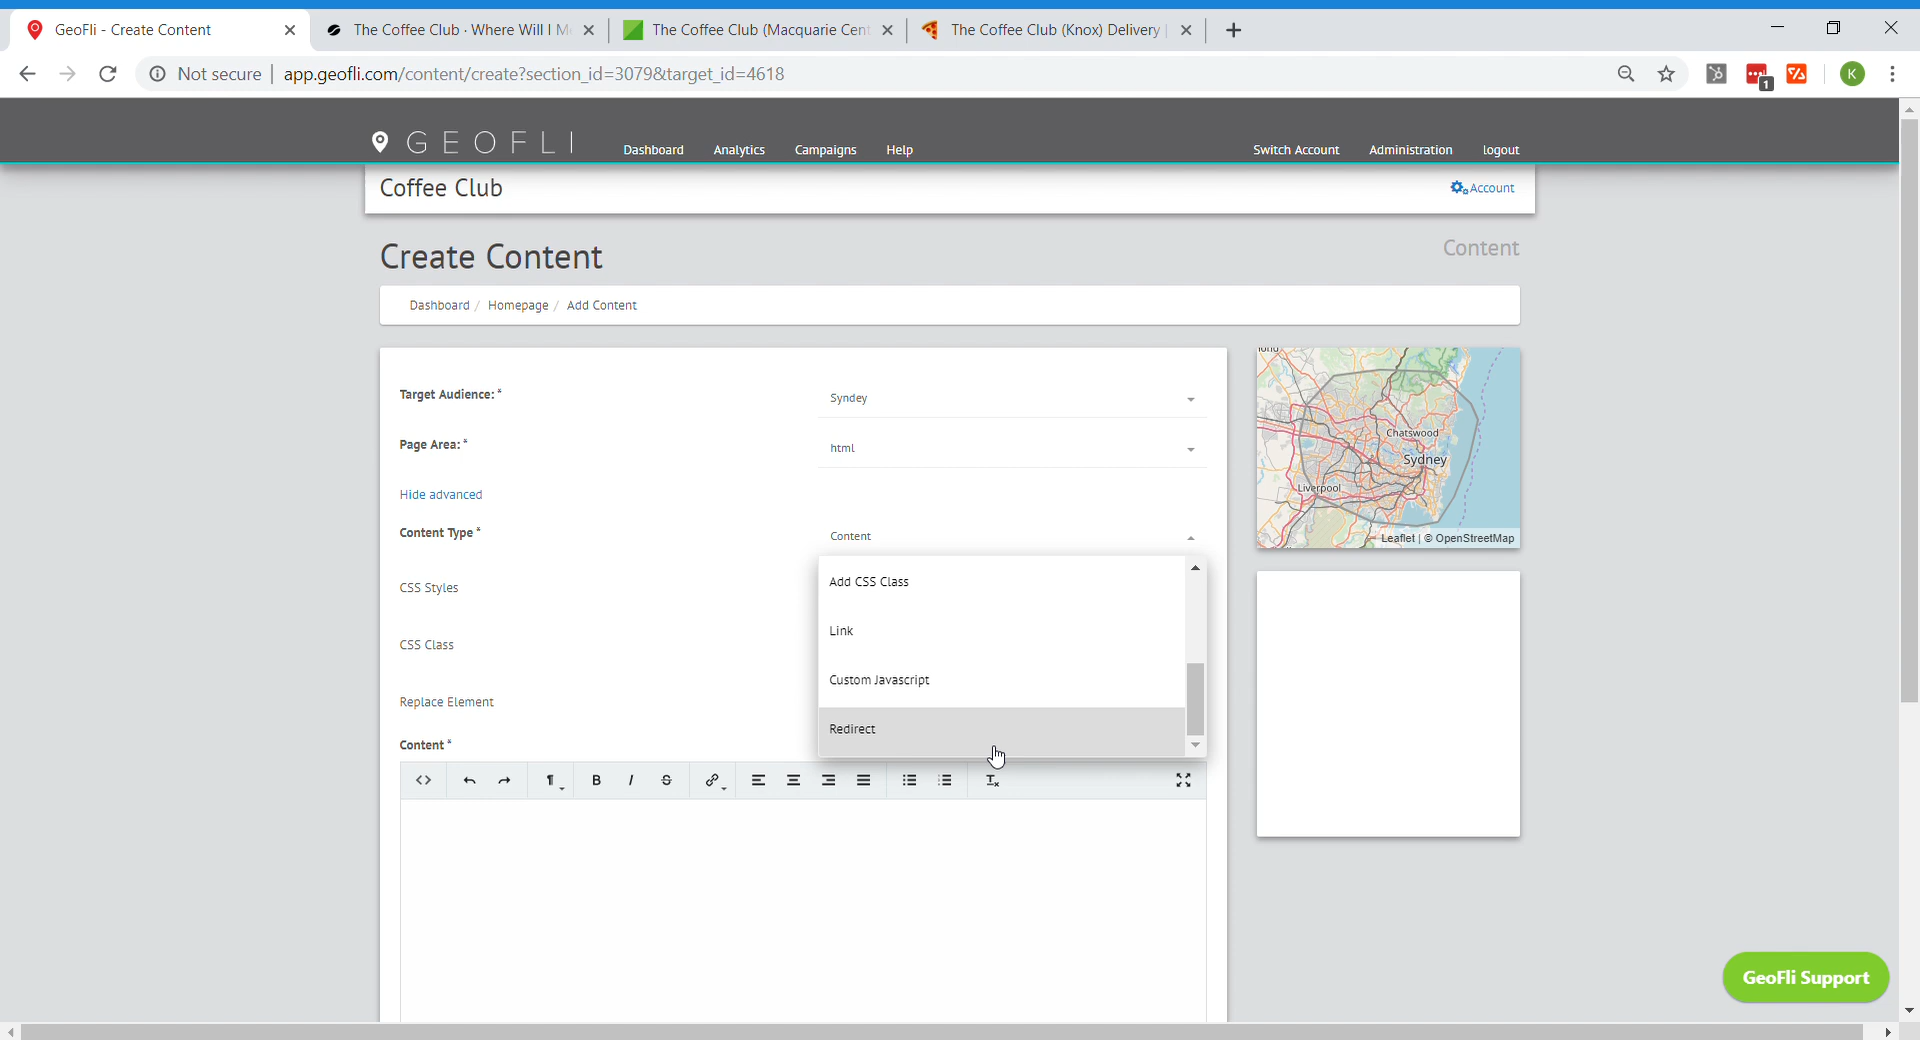 GeoFli - Create Content
The Coffee Club · Where Will I M
The Coffee Club (Macquarie Cent
The Coffee Club (Knox) Delivery |
Not secure
app.geofli.com/content/create?section_id=3079&target_id=4618
1
K
GEOFLI
Dashboard
Analytics
Campaigns
Help
Switch Account
Administration
logout
Coffee Club
Account
Create Content
Content
Dashboard / Homepage / Add Content
Target Audience: *
Syndey
Page Area: *
html
Hide advanced
Content Type *
Content
CSS Styles
CSS Class
Replace Element
Content *
Add CSS Class
Link
Custom Javascript
Redirect
Chatswood
Sydney
Liverpool
Leaflet | © OpenStreetMap
GeoFli Support